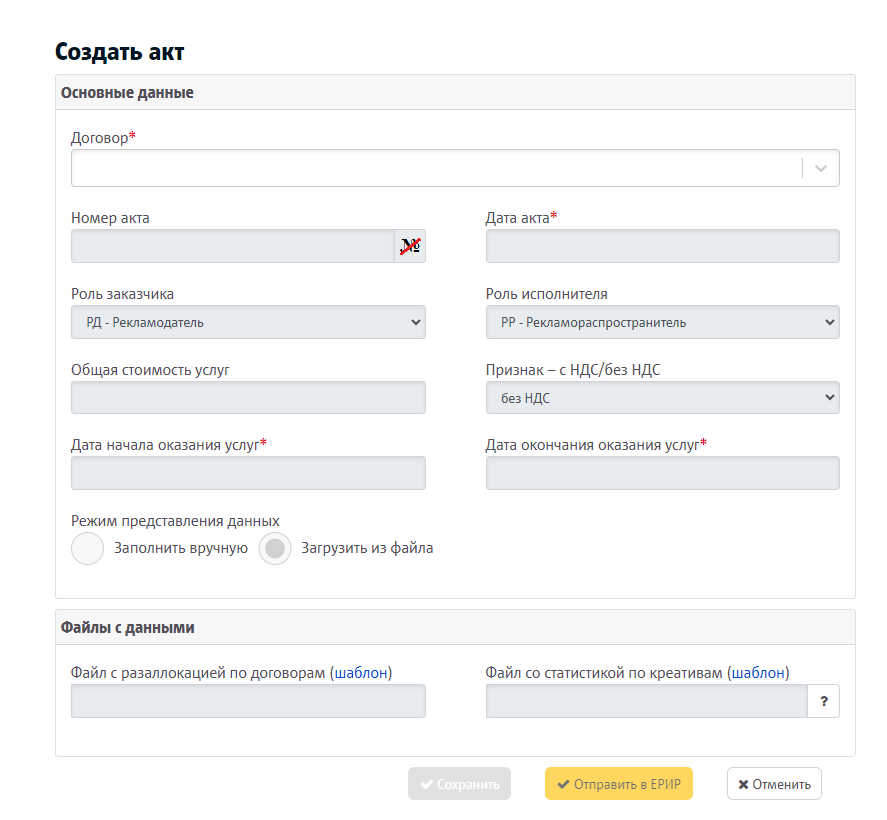 Создать акт
Основные данные
Договор*
Номер акта
Дата акта*
№
Роль заказчика
Роль исполнителя
РД - Рекламодатель
РР - Рекламораспространитель
Общая стоимость услуг
Признак – с НДС/без НДС
без НДС
Дата начала оказания услуг*
Дата окончания оказания услуг*
Режим представления данных
Заполнить вручную
Загрузить из файла
Файлы с данными
Файл с разаллокацией по договорам (шаблон)
Файл со статистикой по креативам (шаблон)
?
Сохранить
Отправить в ЕРИР
Отменить